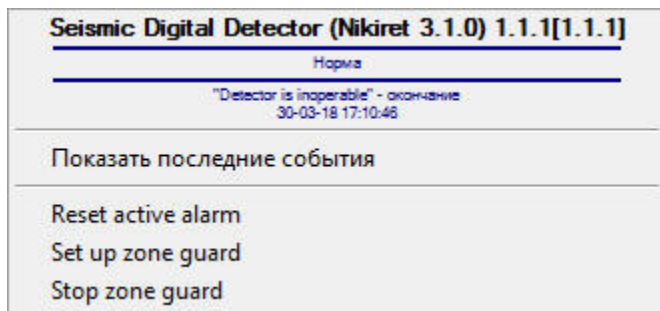 Seismic Digital Detector (Nikiret 3.1.0) 1.1.1[1.1.1]
Норма
"Detector is inoperable" - окончание
30-03-18 17:10:46
Показать последние события
Reset active alarm
Set up zone guard
Stop zone guard